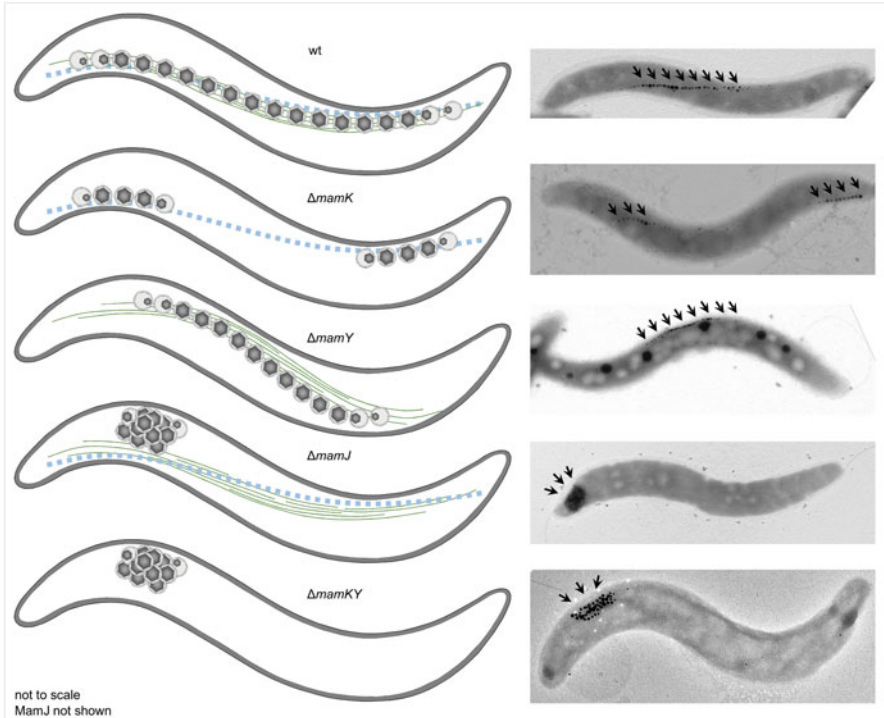 wt
ΔmamK
ΔmamY
ΔmamJ
ΔmamKY
not to scale
MamJ not shown